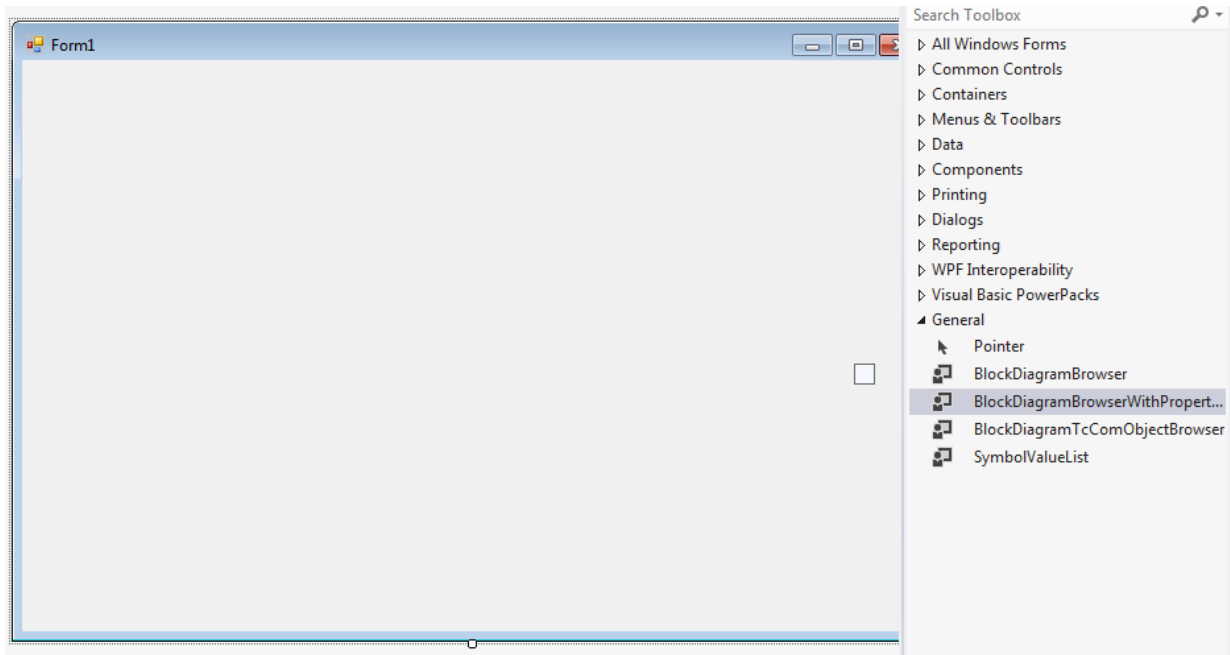 Form1
Search Toolbox
All Windows Forms
Common Controls
Containers
Menus & Toolbars
Data
Components
Printing
Dialogs
Reporting
WPF Interoperability
Visual Basic PowerPacks
General
Pointer
BlockDiagramBrowser
BlockDiagramBrowserWithPropert...
BlockDiagramTcComObjectBrowser
SymbolValueList